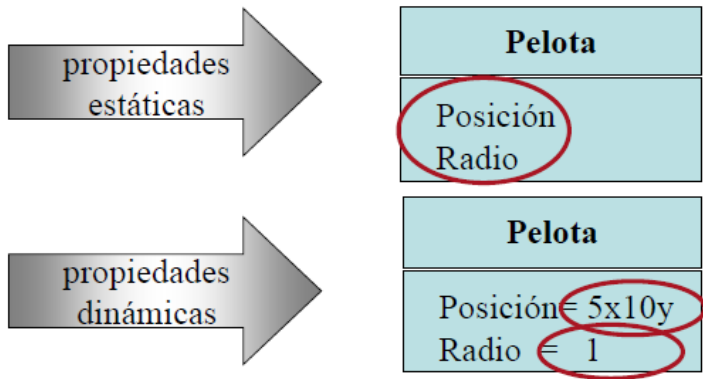 propiedades
estáticas
Pelota
Posición
Radio
propiedades
dinámicas
Pelota
Posición= 5x10y
Radio = 1